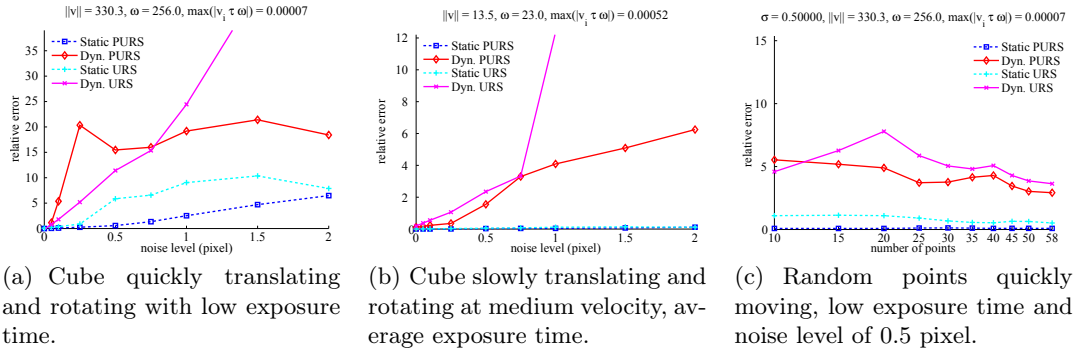 ||v|| = 330.3, ω = 256.0, max(|v_i τ ω|) = 0.00007
relative error
35
30
25
20
15
10
5
0
Static PURS
Dyn. PURS
Static URS
Dyn. URS
0
0.5
1.0
1.5
2
noise level (pixel)
(a) Cube quickly translating
and rotating with low exposure
time.
||v|| = 13.5, ω = 23.0, max(|v_i τ ω|) = 0.00052
relative error
12
10
8
6
4
2
0
Static PURS
Dyn. PURS
Static URS
Dyn. URS
0
0.5
1.0
1.5
2
noise level (pixel)
(b) Cube slowly translating and
rotating at medium velocity, av-
erage exposure time.
σ = 0.50000, ||v|| = 330.3, ω = 256.0, max(|v_i τ ω|) = 0.00007
relative error
15
10
5
0
Static PURS
Dyn. PURS
Static URS
Dyn. URS
10
15
20
25
30
35
40
45
50
58
number of points
(c) Random points quickly
moving, low exposure time and
noise level of 0.5 pixel.